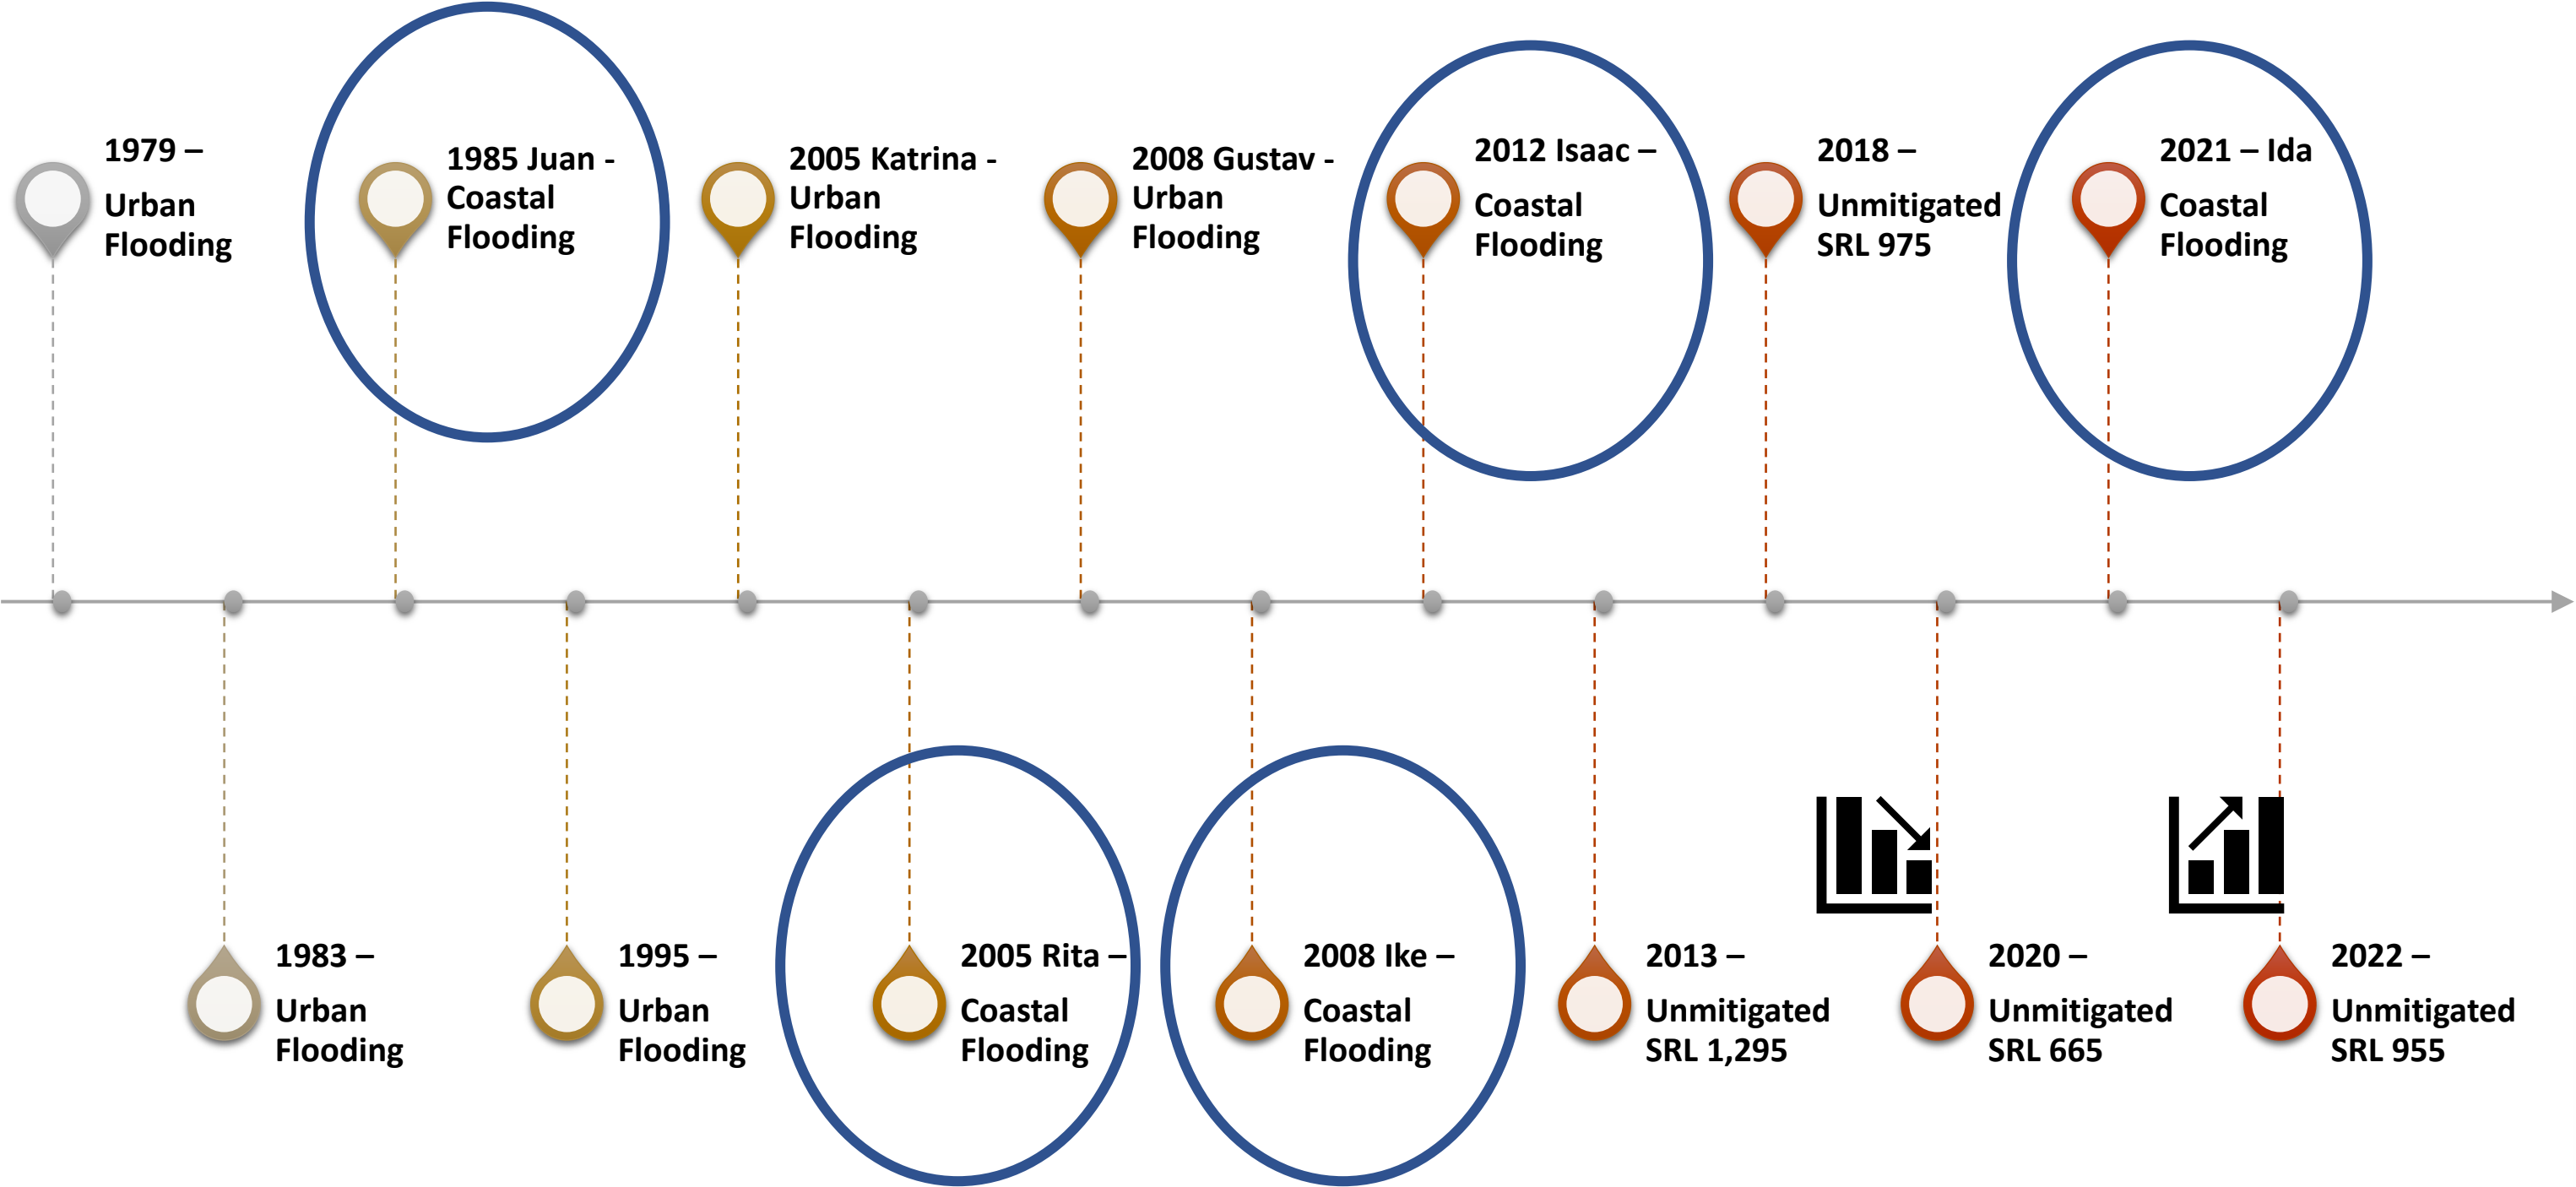 1979 –
Urban
Flooding
1985 Juan -
Coastal
Flooding
2005 Katrina -
Urban
Flooding
2008 Gustav -
Urban
Flooding
2012 Isaac –
Coastal
Flooding
2018 –
Unmitigated
SRL 975
2021 – Ida
Coastal
Flooding
1983 –
Urban
Flooding
1995 –
Urban
Flooding
2005 Rita –
Coastal
Flooding
2008 Ike –
Coastal
Flooding
2013 –
Unmitigated
SRL 1,295
2020 –
Unmitigated
SRL 665
2022 –
Unmitigated
SRL 955